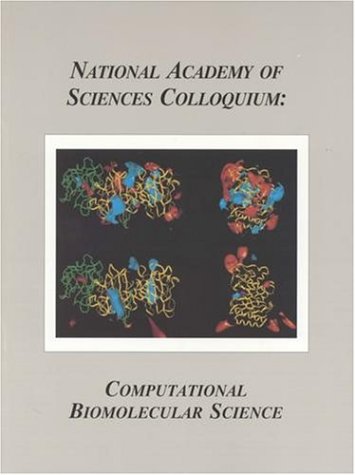 NATIONAL ACADEMY OF
SCIENCES COLLOQUIUM:
COMPUTATIONAL
BIOMOLECULAR SCIENCE